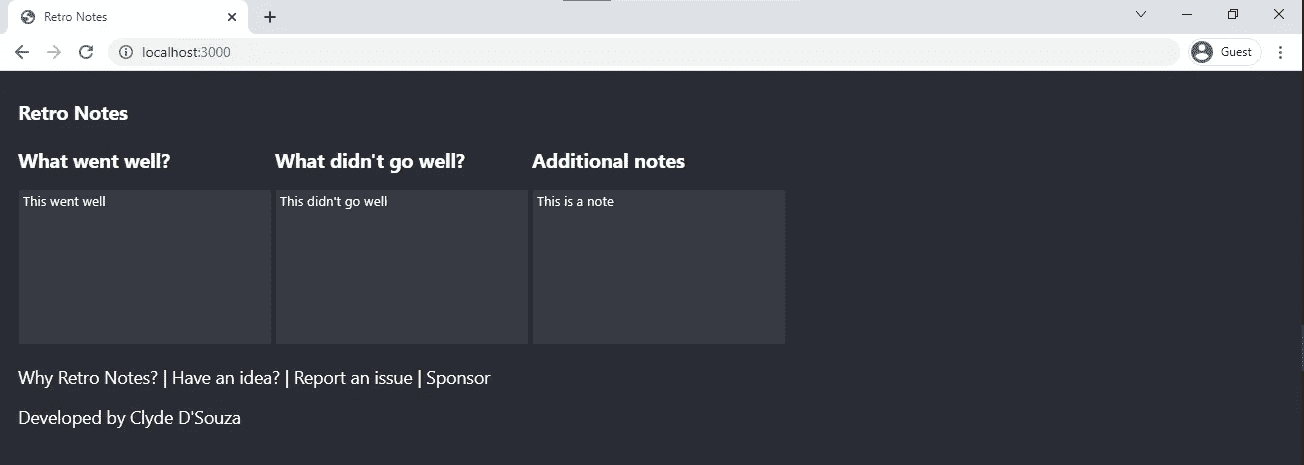 Retro Notes
localhost:3000
Guest
Retro Notes
What went well? What didn't go well? Additional notes
This went well This didn't go well This is a note
Why Retro Notes? | Have an idea? | Report an issue | Sponsor
Developed by Clyde D'Souza